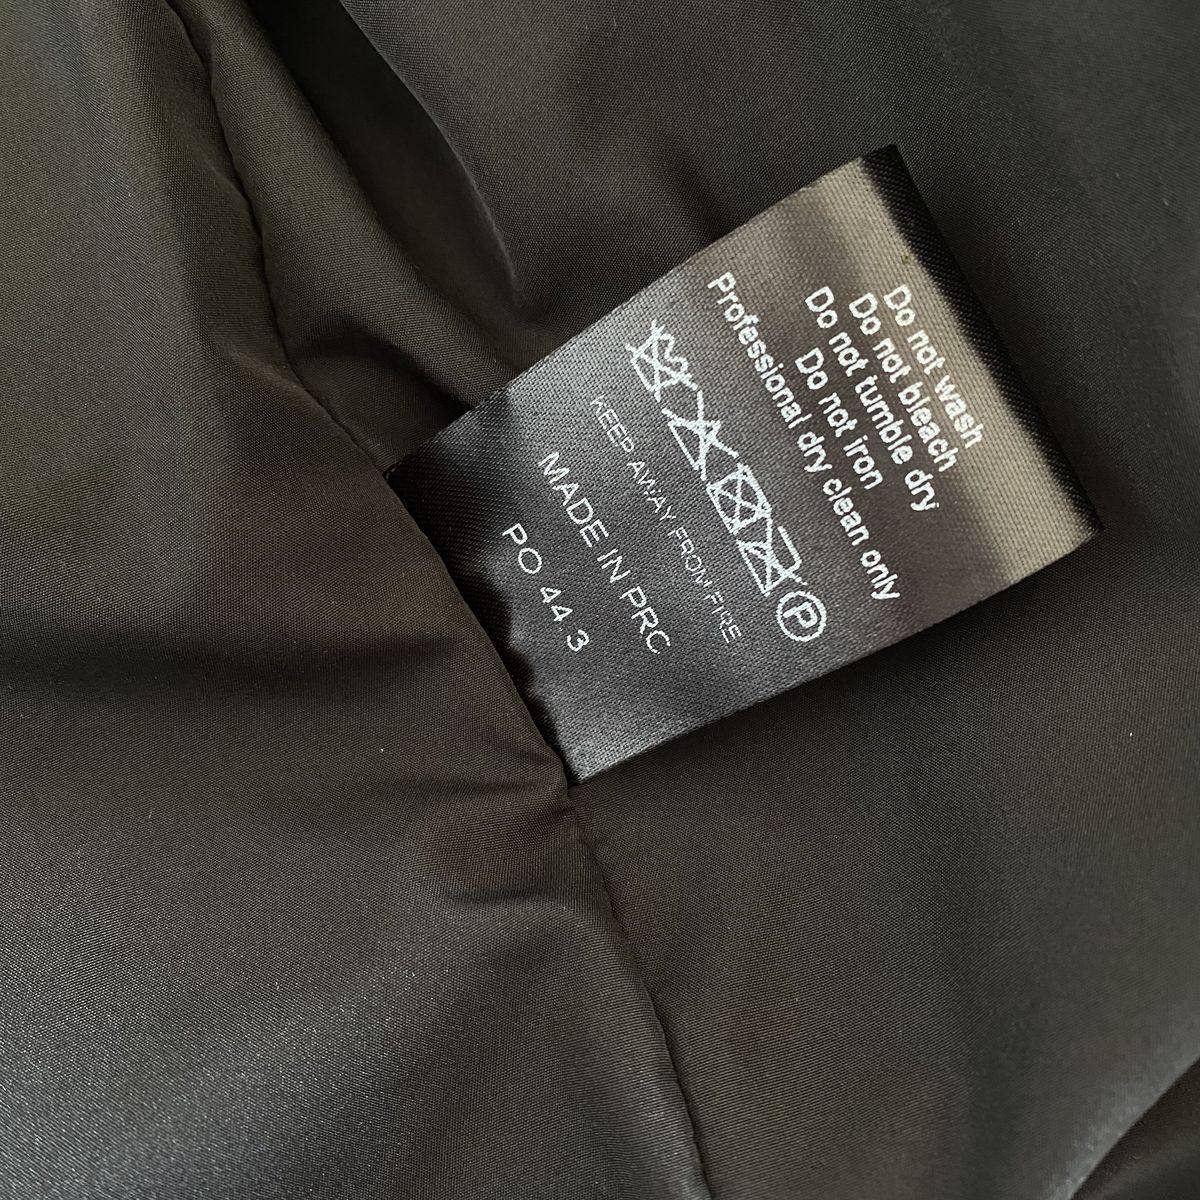 Do not wash
Do not bleach
Do not tumble dry
Do not iron
Professional dry clean only
P
KEEP AWAY FROM FIRE
MADE IN PRC
PO 44 3